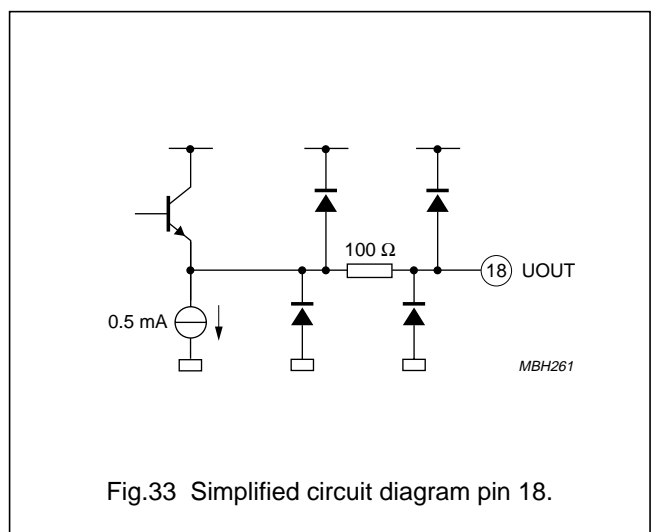 100 Ω
18 UOUT
0.5 mA
MBH261
Fig.33 Simplified circuit diagram pin 18.